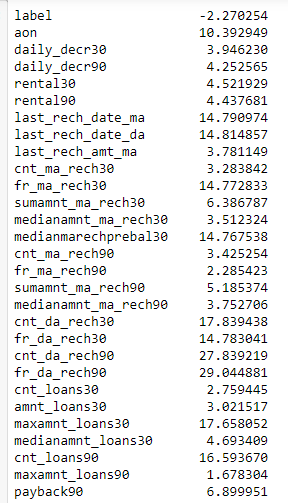 label -2.270254
aon 10.392949
daily_decr30 3.946230
daily_decr90 4.252565
rental30 4.521929
rental90 4.437681
last_rech_date_ma 14.790974
last_rech_date_da 14.814857
last_rech_amt_ma 3.781149
cnt_ma_rech30 3.283842
fr_ma_rech30 14.772833
sumamnt_ma_rech30 6.386787
medianamnt_ma_rech30 3.512324
medianmarechprebal30 14.767538
cnt_ma_rech90 3.425254
fr_ma_rech90 2.285423
sumamnt_ma_rech90 5.185374
medianamnt_ma_rech90 3.752706
cnt_da_rech30 17.839438
fr_da_rech30 14.783041
cnt_da_rech90 27.839219
fr_da_rech90 29.044881
cnt_loans30 2.759445
amnt_loans30 3.021517
maxamnt_loans30 17.658052
medianamnt_loans30 4.693409
cnt_loans90 16.593670
maxamnt_loans90 1.678304
payback90 6.899951